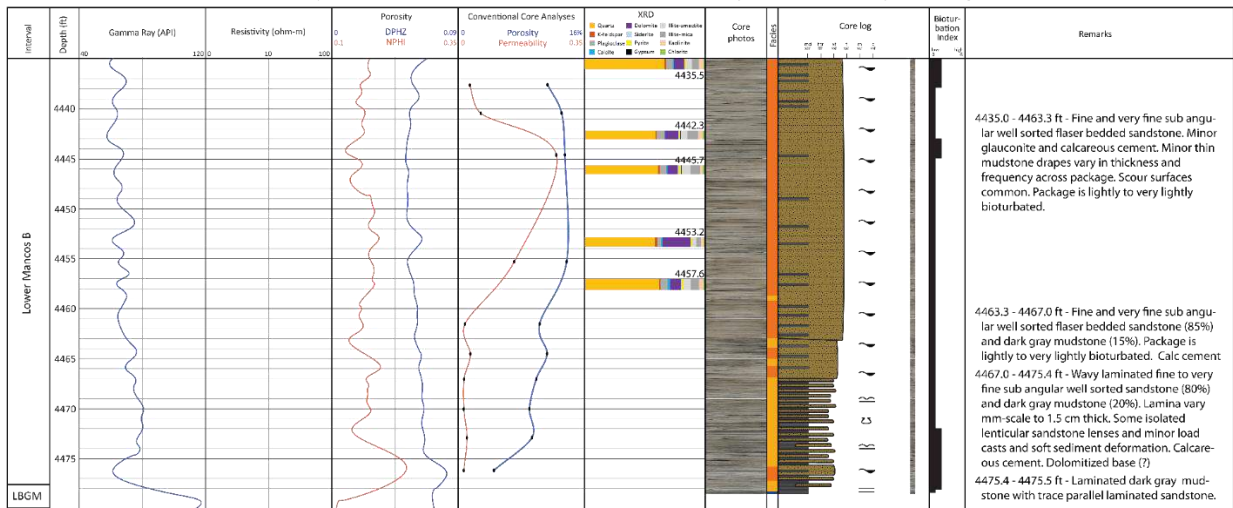 Interval
Depth (ft)
Gamma Ray (API)
40
120
Resistivity (ohm-m)
10
100
Porosity
0 DPHZ 0.09
0.1 NPHI 0.35
Conventional Core Analyses
0 Porosity 16%
0 Permeability 0.35
XRD
Quartz
K-feldspar
Plagioclase
Calcite
Dolomite
Siderite
Pyrite
Gypsum
Illite-smectite
Illite-mica
Kaolinite
Chlorite
Core photos
Facies
Core log
Biotur-
bation
Index
low
high
Remarks
Lower Mancos B
LBGM
4440
4445
4450
4455
4460
4465
4470
4475
4435.5
4442.3
4445.7
4453.2
4457.6
4435.0 - 4463.3 ft - Fine and very fine sub angu-
lar well sorted flaser bedded sandstone. Minor
glauconite and calcareous cement. Minor thin
mudstone drapes vary in thickness and
frequency across package. Scour surfaces
common. Package is lightly to very lightly
bioturbated.
4463.3 - 4467.0 ft - Fine and very fine sub angu-
lar well sorted flaser bedded sandstone (85%)
and dark gray mudstone (15%). Package is
lightly to very lightly bioturbated. Calc cement
4467.0 - 4475.4 ft - Wavy laminated fine to very
fine sub angular well sorted sandstone (80%)
and dark gray mudstone (20%). Lamina vary
mm-scale to 1.5 cm thick. Some isolated
lenticular sandstone lenses and minor load
casts and soft sediment deformation. Calcare-
ous cement. Dolomitized base (?)
4475.4 - 4475.5 ft - Laminated dark gray mud-
stone with trace parallel laminated sandstone.